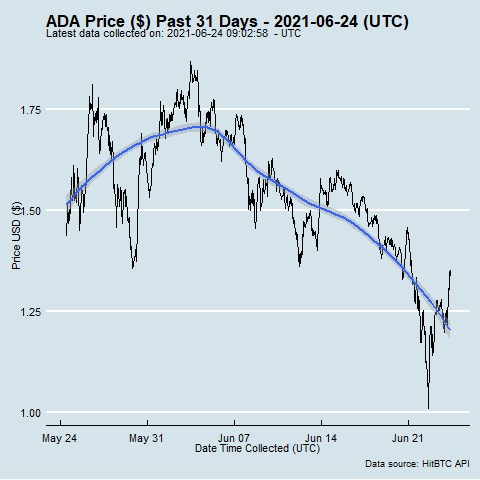 ADA Price ($) Past 31 Days - 2021-06-24 (UTC)
Latest data collected on: 2021-06-24 09:02:58 - UTC
Price USD ($)
1.75
1.50
1.25
1.00
May 24
May 31
Jun 07
Jun 14
Jun 21
Date Time Collected (UTC)
Data source: HitBTC API